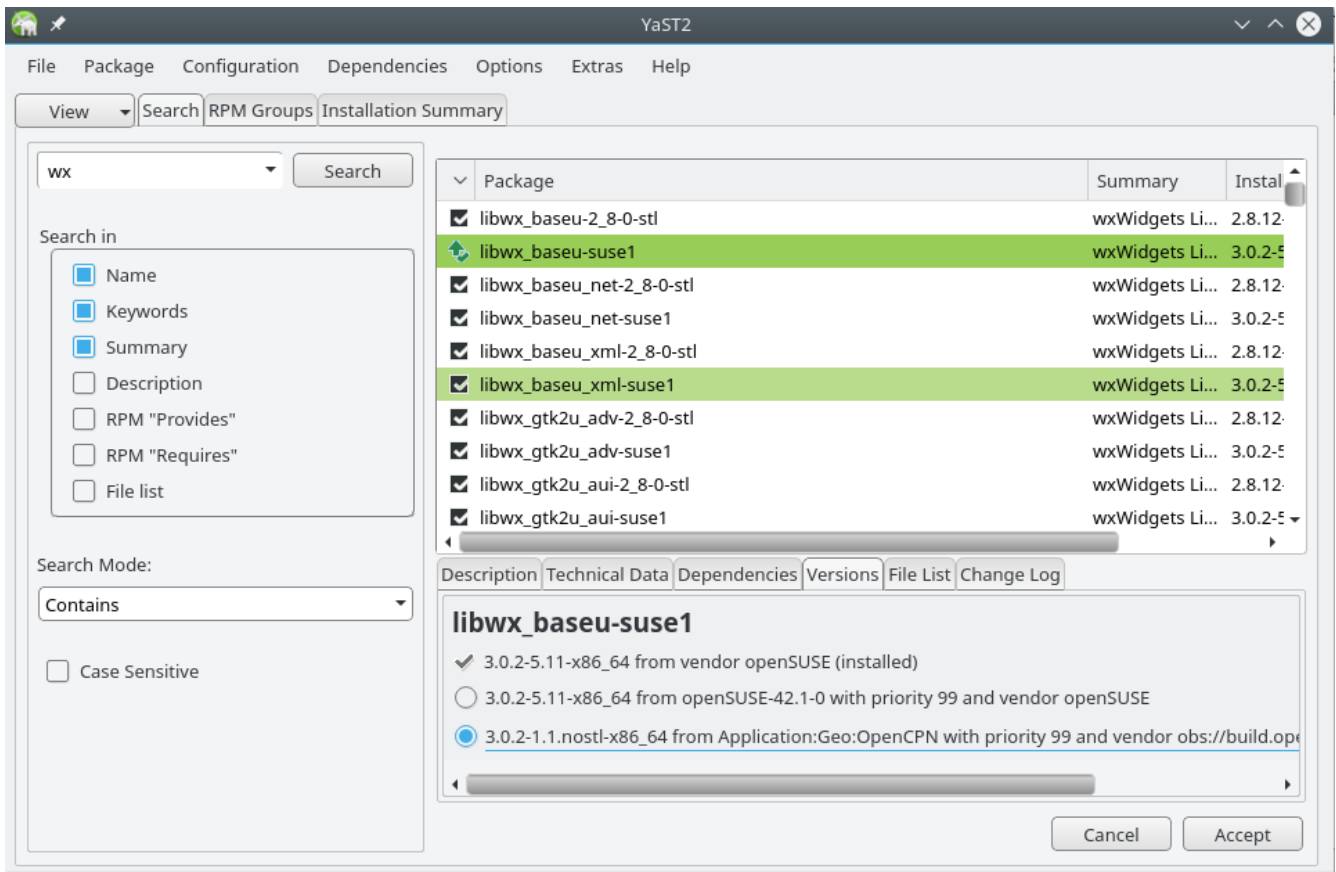 YaST2
File Package Configuration Dependencies Options Extras Help
View Search RPM Groups Installation Summary
wx Search
Search in
Name
Keywords
Summary
Description
RPM "Provides"
RPM "Requires"
File list
Search Mode:
Contains
Case Sensitive
Package Summary Instal
libwx_baseu-2_8-0-stl wxWidgets Li... 2.8.12-
libwx_baseu-suse1 wxWidgets Li... 3.0.2-5
libwx_baseu_net-2_8-0-stl wxWidgets Li... 2.8.12-
libwx_baseu_net-suse1 wxWidgets Li... 3.0.2-5
libwx_baseu_xml-2_8-0-stl wxWidgets Li... 2.8.12-
libwx_baseu_xml-suse1 wxWidgets Li... 3.0.2-5
libwx_gtk2u_adv-2_8-0-stl wxWidgets Li... 2.8.12-
libwx_gtk2u_adv-suse1 wxWidgets Li... 3.0.2-5
libwx_gtk2u_aui-2_8-0-stl wxWidgets Li... 2.8.12-
libwx_gtk2u_aui-suse1 wxWidgets Li... 3.0.2-5
Description Technical Data Dependencies Versions File List Change Log
libwx_baseu-suse1
3.0.2-5.11-x86_64 from vendor openSUSE (installed)
3.0.2-5.11-x86_64 from openSUSE-42.1-0 with priority 99 and vendor openSUSE
3.0.2-1.1.nostl-x86_64 from Application:Geo:OpenCPN with priority 99 and vendor obs://build.ope
Cancel Accept